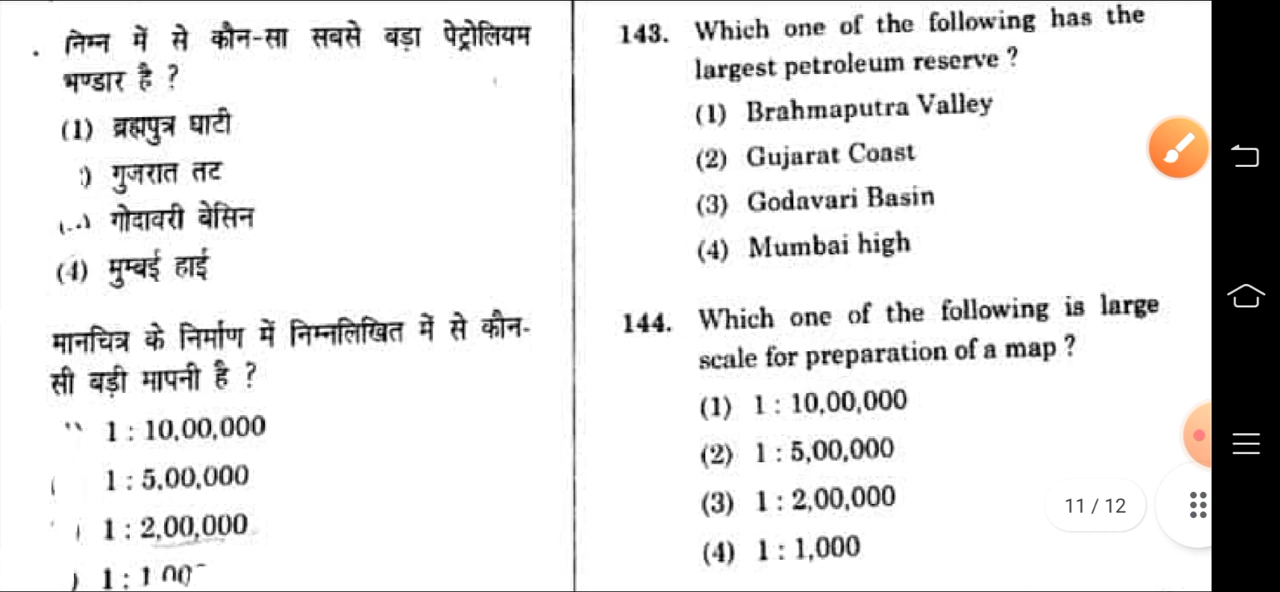 निम्न में से कौन-सा सबसे बड़ा पेट्रोलियम
भण्डार है ?
(1) ब्रह्मपुत्र घाटी
) गुजरात तट
गोदावरी बेसिन
(4) मुम्बई हाई
मानचित्र के निर्माण में निम्नलिखित में से कौन-
सी बड़ी मापनी है ?
1 : 10,00,000
1 : 5,00,000
1 : 2,00,000
143. Which one of the following has the
largest petroleum reserve ?
(1) Brahmaputra Valley
(2) Gujarat Coast
(3) Godavari Basin
(4) Mumbai high
144. Which one of the following is large
scale for preparation of a map ?
(1) 1 : 10,00,000
(2) 1 : 5,00,000
(3) 1 : 2,00,000
(4) 1 : 1,000
11 / 12